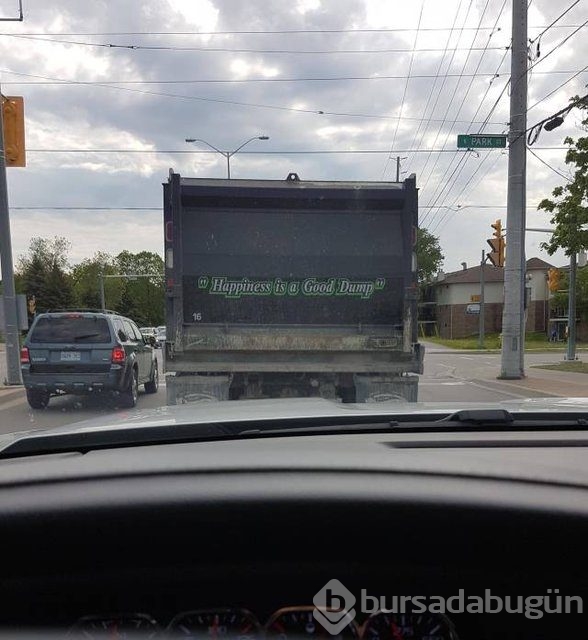 PARK
" Happiness is a Good Dump "
16
bursadabugün